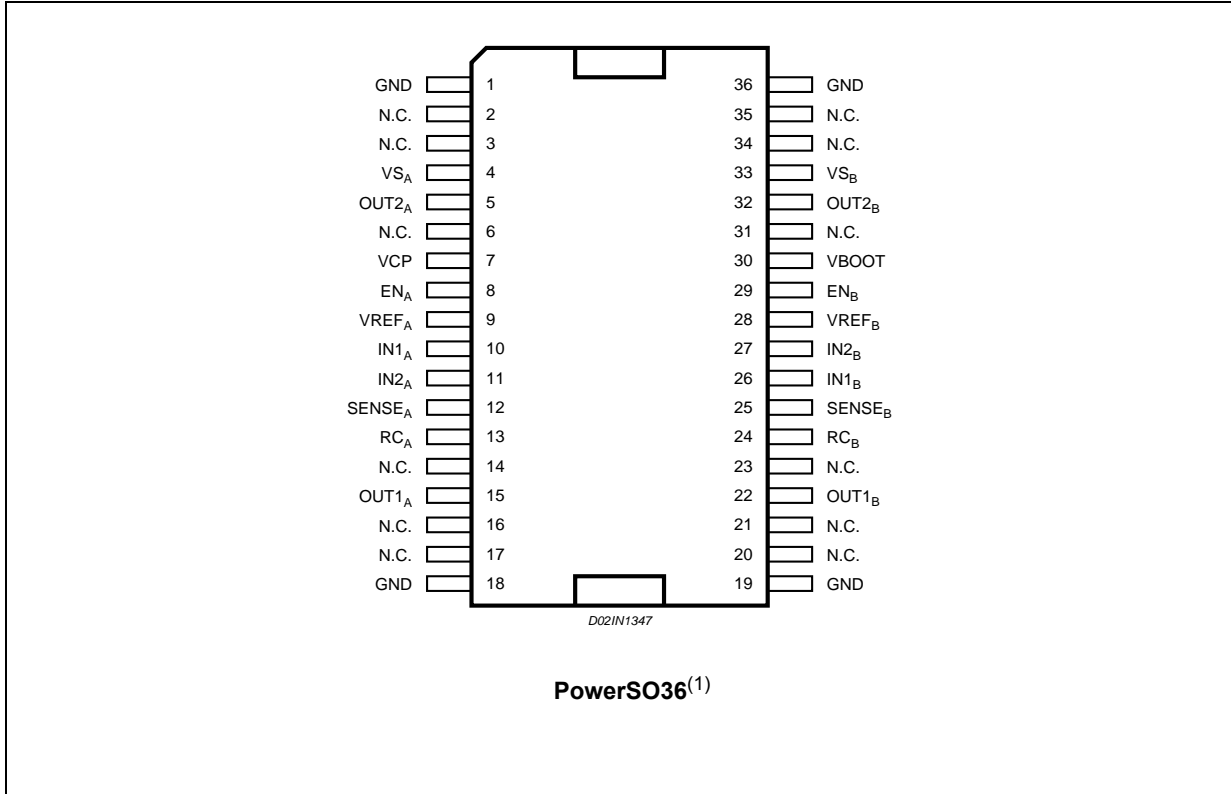 GND 1 36 GND
N.C. 2 35 N.C.
N.C. 3 34 N.C.
VSA 4 33 VSB
OUT2A 5 32 OUT2B
N.C. 6 31 N.C.
VCP 7 30 VBOOT
ENA 8 29 ENB
VREFA 9 28 VREFB
IN1A 10 27 IN2B
IN2A 11 26 IN1B
SENSEA 12 25 SENSEB
RCA 13 24 RCB
N.C. 14 23 N.C.
OUT1A 15 22 OUT1B
N.C. 16 21 N.C.
N.C. 17 20 N.C.
GND 18 19 GND
D02IN1347
PowerSO36(1)